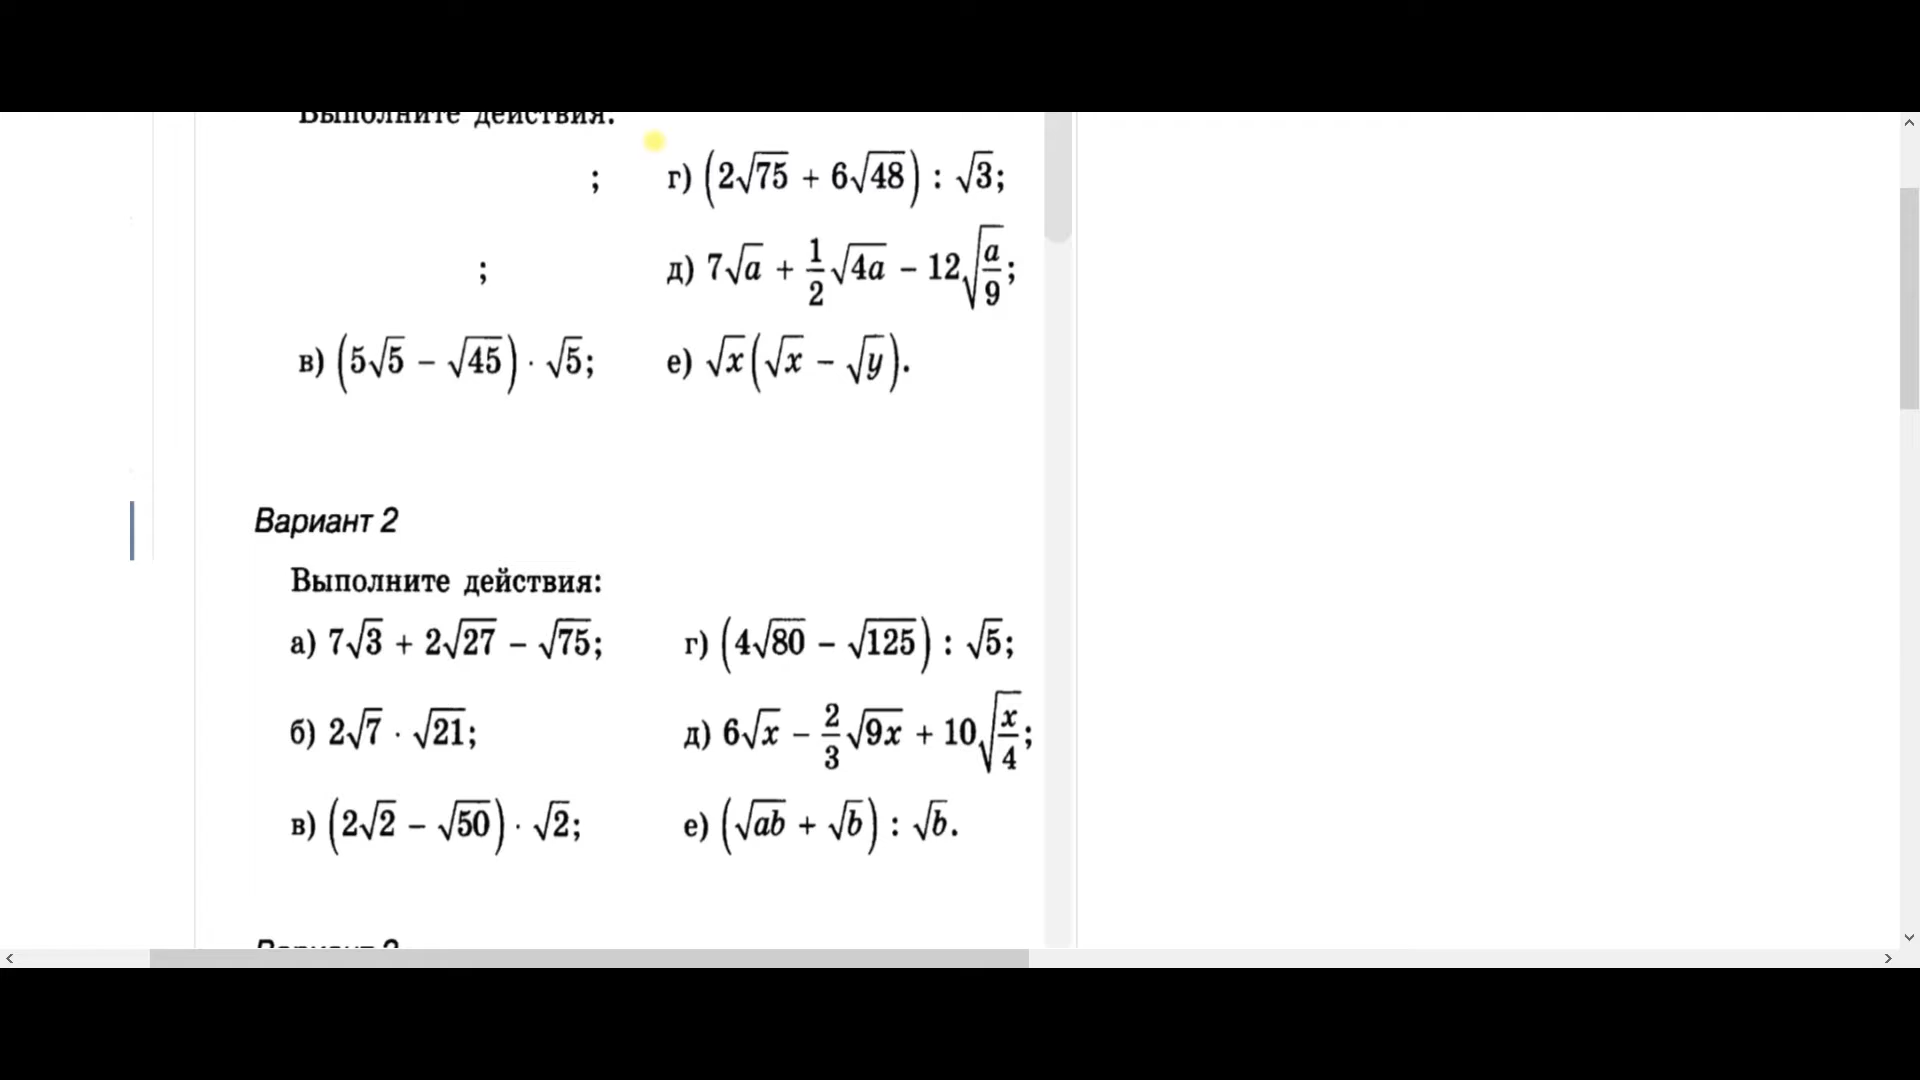 Выполните действия:
; г) (2√75 + 6√48) : √3;
; д) 7√a + 1/2 √4a − 12√(a/9);
в) (5√5 − √45) · √5; е) √x(√x − √y).
Вариант 2
Выполните действия:
а) 7√3 + 2√27 − √75; г) (4√80 − √125) : √5;
б) 2√7 · √21; д) 6√x − 2/3 √9x + 10√(x/4);
в) (2√2 − √50) · √2; е) (√ab + √b) : √b.